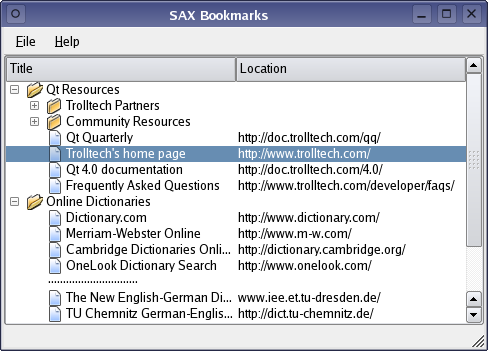 SAX Bookmarks
File Help
Title Location
Qt Resources
Trolltech Partners
Community Resources
Qt Quarterly http://doc.trolltech.com/qq/
Trolltech's home page http://www.trolltech.com/
Qt 4.0 documentation http://doc.trolltech.com/4.0/
Frequently Asked Questions http://www.trolltech.com/developer/faqs/
Online Dictionaries
Dictionary.com http://www.dictionary.com/
Merriam-Webster Online http://www.m-w.com/
Cambridge Dictionaries Onli... http://dictionary.cambridge.org/
OneLook Dictionary Search http://www.onelook.com/
The New English-German Di... www.iee.et.tu-dresden.de/
TU Chemnitz German-Englis... http://dict.tu-chemnitz.de/